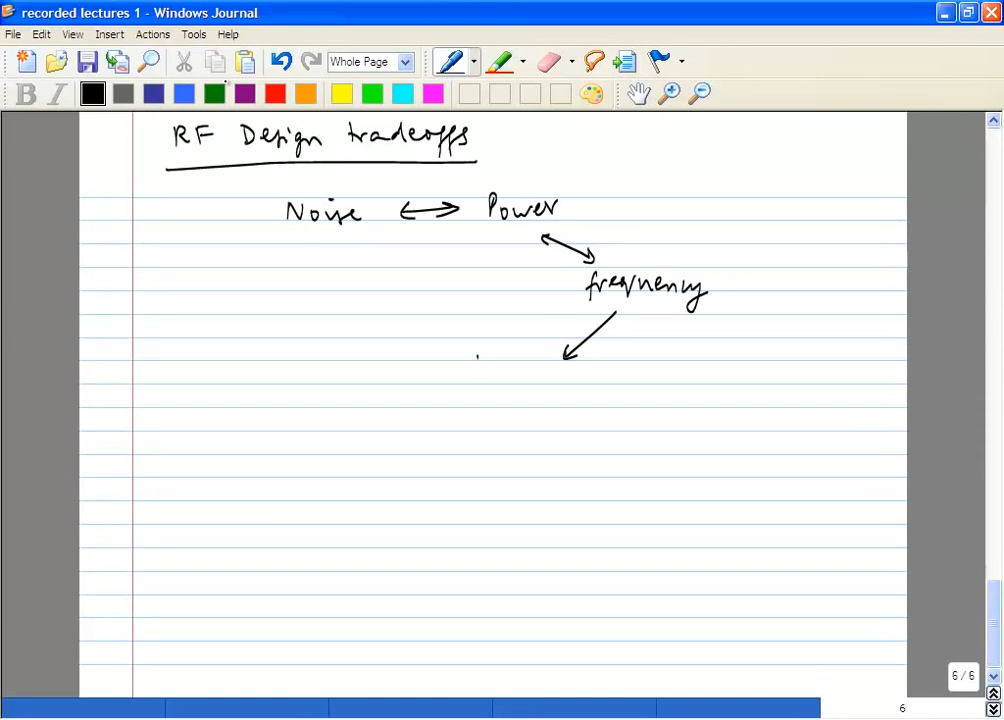 recorded lectures 1 - Windows Journal
File Edit View Insert Actions Tools Help
Whole Page
B I
RF Design tradeoffs
Noise Power
frequency
6 / 6
6